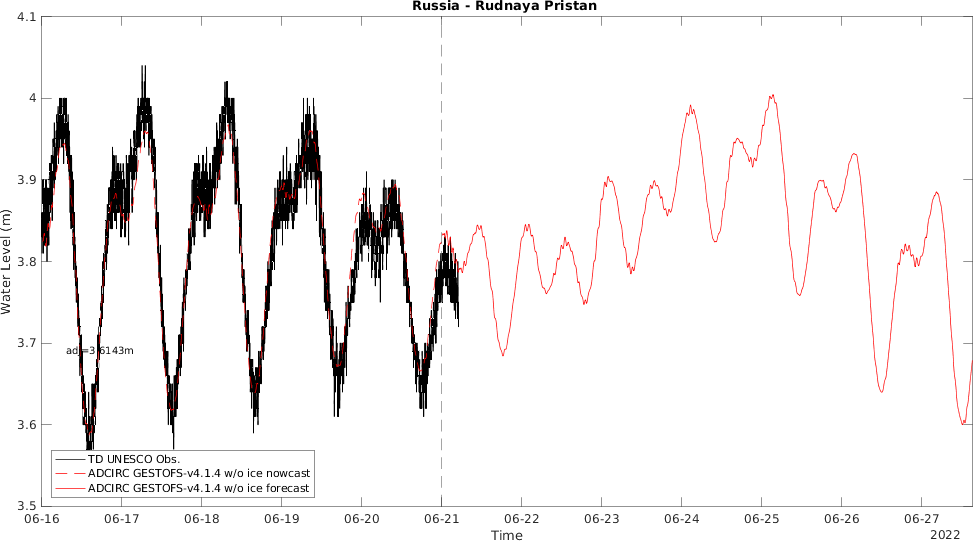 Russia - Rudnaya Pristan
4.1
4
3.9
3.8
3.7
3.6
3.5
Water Level (m)
TD UNESCO Obs.
ADCIRC GESTOFS-v4.1.4 w/o ice nowcast
ADCIRC GESTOFS-v4.1.4 w/o ice forecast
06-16 06-17 06-18 06-19 06-20 06-21 06-22 06-23 06-24 06-25 06-26 06-27
2022
Time